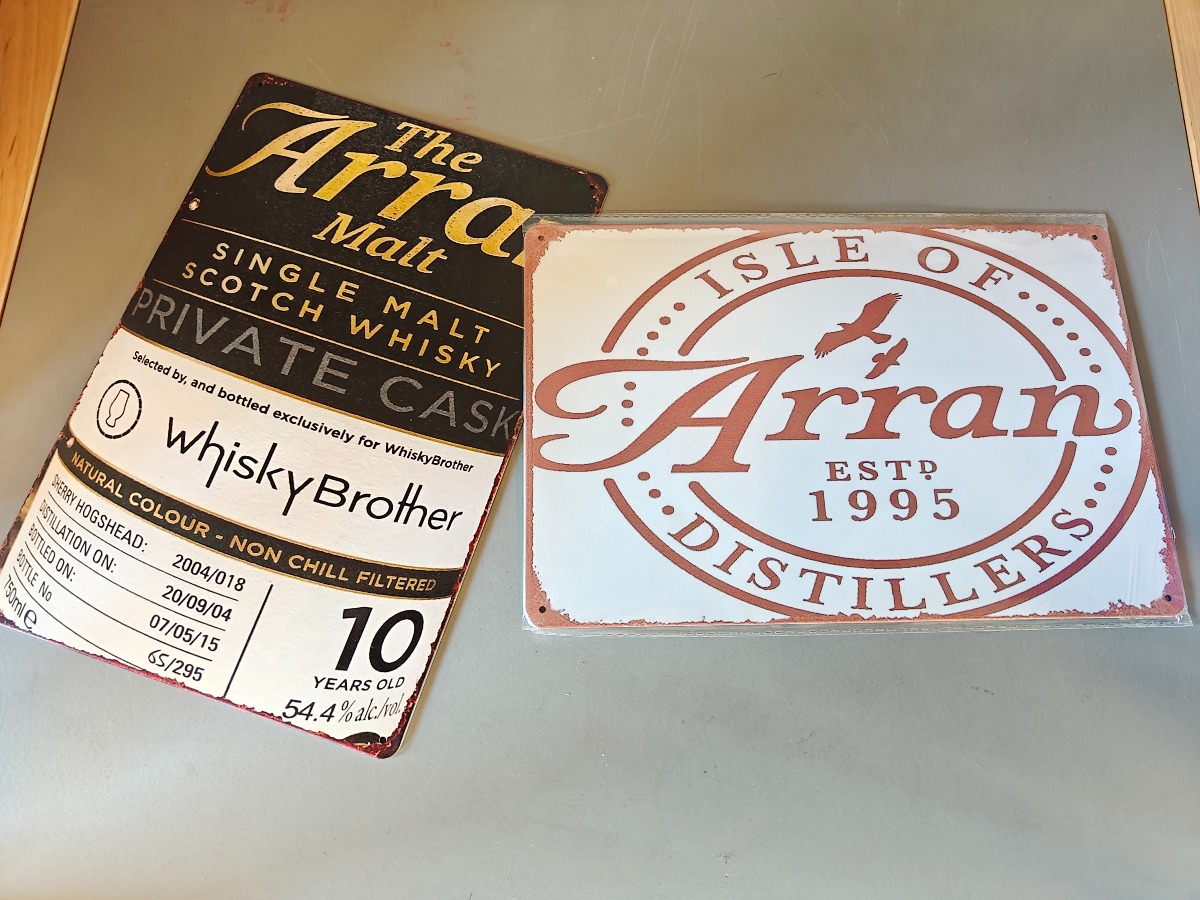 The
Arra
Malt
SINGLE MALT
SCOTCH WHISKY
PRIVATE CASK
Selected by, and bottled exclusively for WhiskyBrother
whiskyBrother
NATURAL COLOUR - NON CHILL FILTERED
SHERRY HOGSHEAD: 2004/018
DISTILLATION ON: 20/09/04
BOTTLED ON: 07/05/15
BOTTLE No 65/295
750ml e
10
YEARS OLD
54.4% alc./vol.
ISLE OF
Arran
ESTD
1995
DISTILLERS